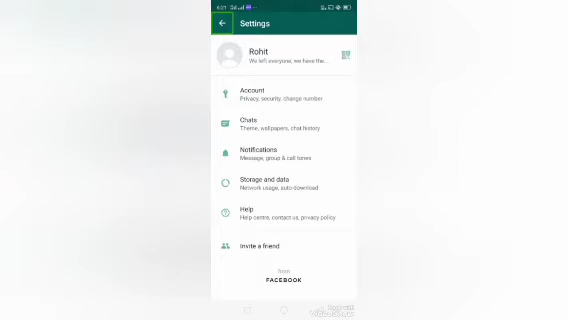 Settings
Rohit
We left everyone, we have the...
Account
Privacy, security, change number
Chats
Theme, wallpapers, chat history
Notifications
Message, group & call tones
Storage and data
Network usage, auto-download
Help
Help centre, contact us, privacy policy
Invite a friend
from
FACEBOOK